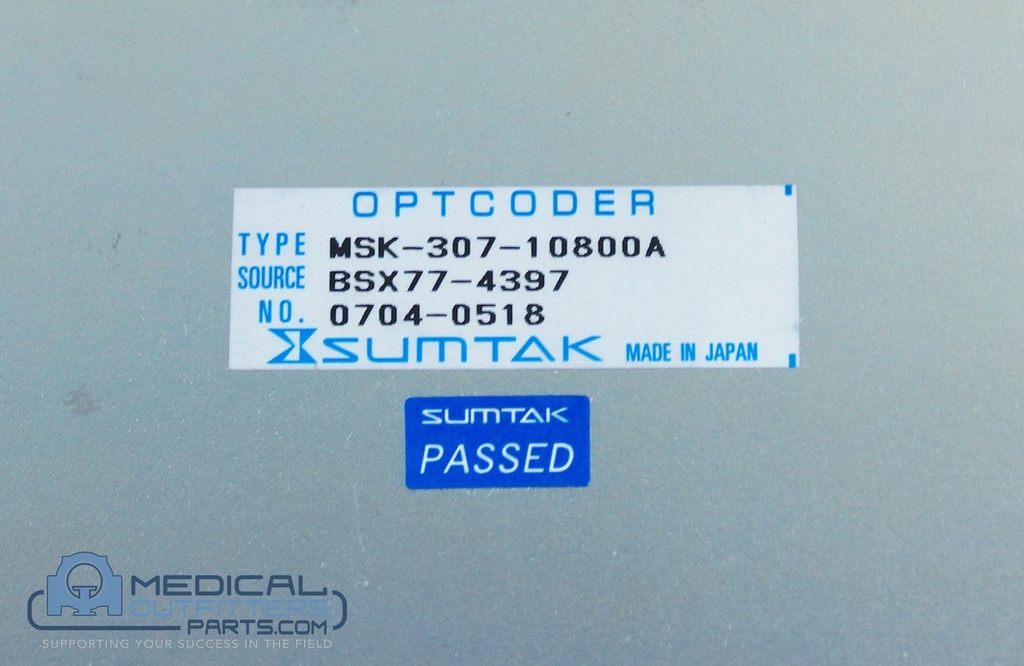 OPTCODER
TYPE MSK-307-10800A
SOURCE BSX77-4397
NO. 0704-0518
SUMTAK MADE IN JAPAN
SUMTAK
PASSED
MEDICAL
OUTFITTERS
PARTS.COM
SUPPORTING YOUR SUCCESS IN THE FIELD